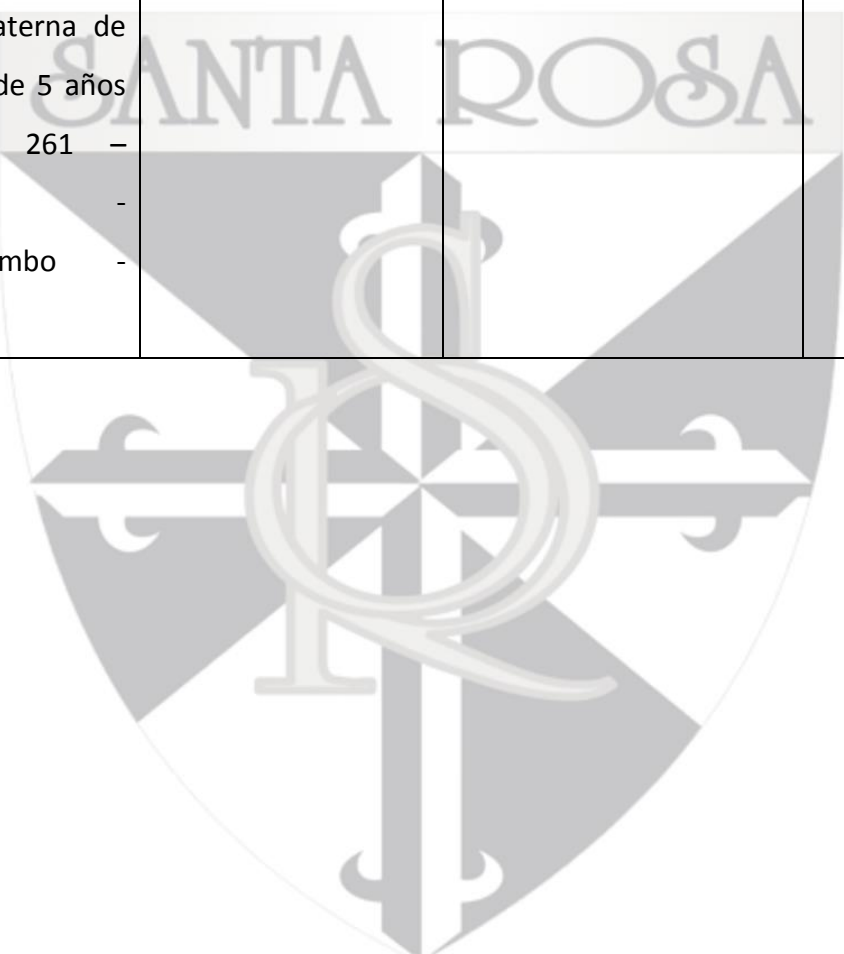 SANTA ROSA
aterna de
de 5 años
261 –
-
mbo -